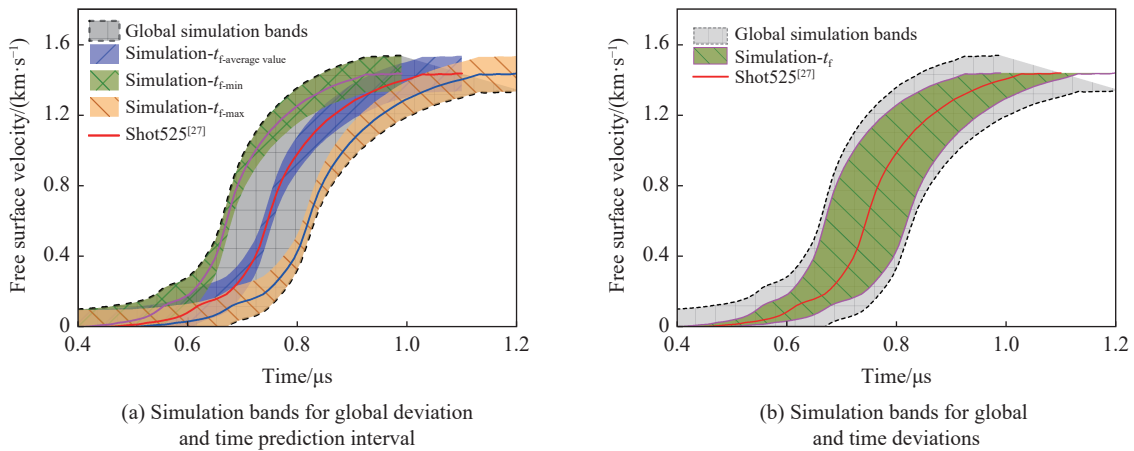 Free surface velocity/(km·s⁻¹)
1.6
1.2
0.8
0.4
0
Global simulation bands
Simulation-t_f-average value
Simulation-t_f-min
Simulation-t_f-max
Shot525[27]
0.4 0.6 0.8 1.0 1.2
Time/μs
(a) Simulation bands for global deviation
and time prediction interval
Free surface velocity/(km·s⁻¹)
1.6
1.2
0.8
0.4
0
Global simulation bands
Simulation-t_f
Shot525[27]
0.4 0.6 0.8 1.0 1.2
Time/μs
(b) Simulation bands for global
and time deviations